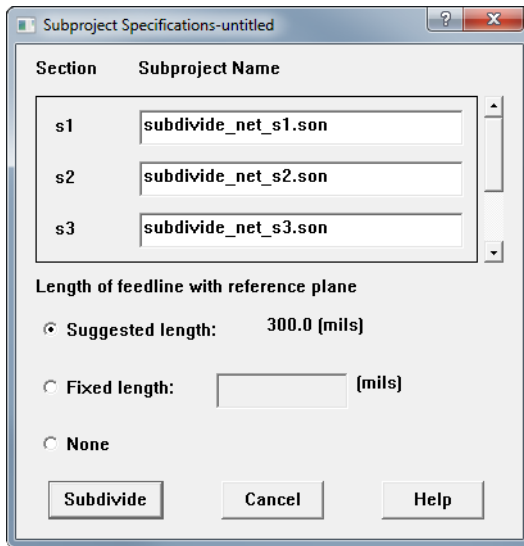 Subproject Specifications-untitled
Section Subproject Name
s1 subdivide_net_s1.son
s2 subdivide_net_s2.son
s3 subdivide_net_s3.son
Length of feedline with reference plane
Suggested length: 300.0 (mils)
Fixed length: (mils)
None
Subdivide Cancel Help